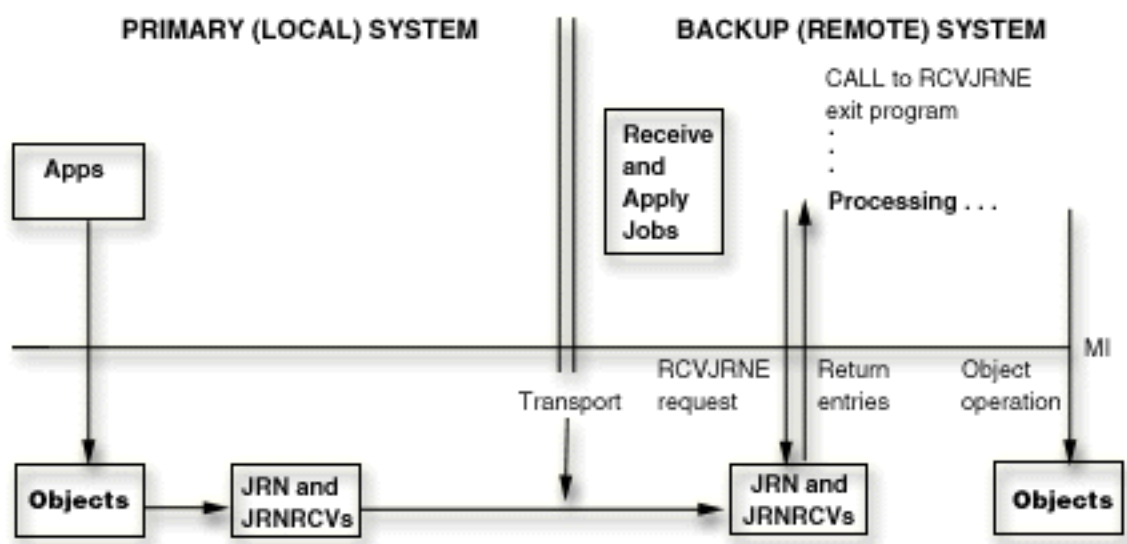 PRIMARY (LOCAL) SYSTEM
BACKUP (REMOTE) SYSTEM
CALL to RCVJRNE
exit program
.
.
.
Processing . . .
Receive
and
Apply
Jobs
Apps
MI
RCVJRNE
request
Return
entries
Object
operation
Transport
Objects
JRN and
JRNRCVs
JRN and
JRNRCVs
Objects